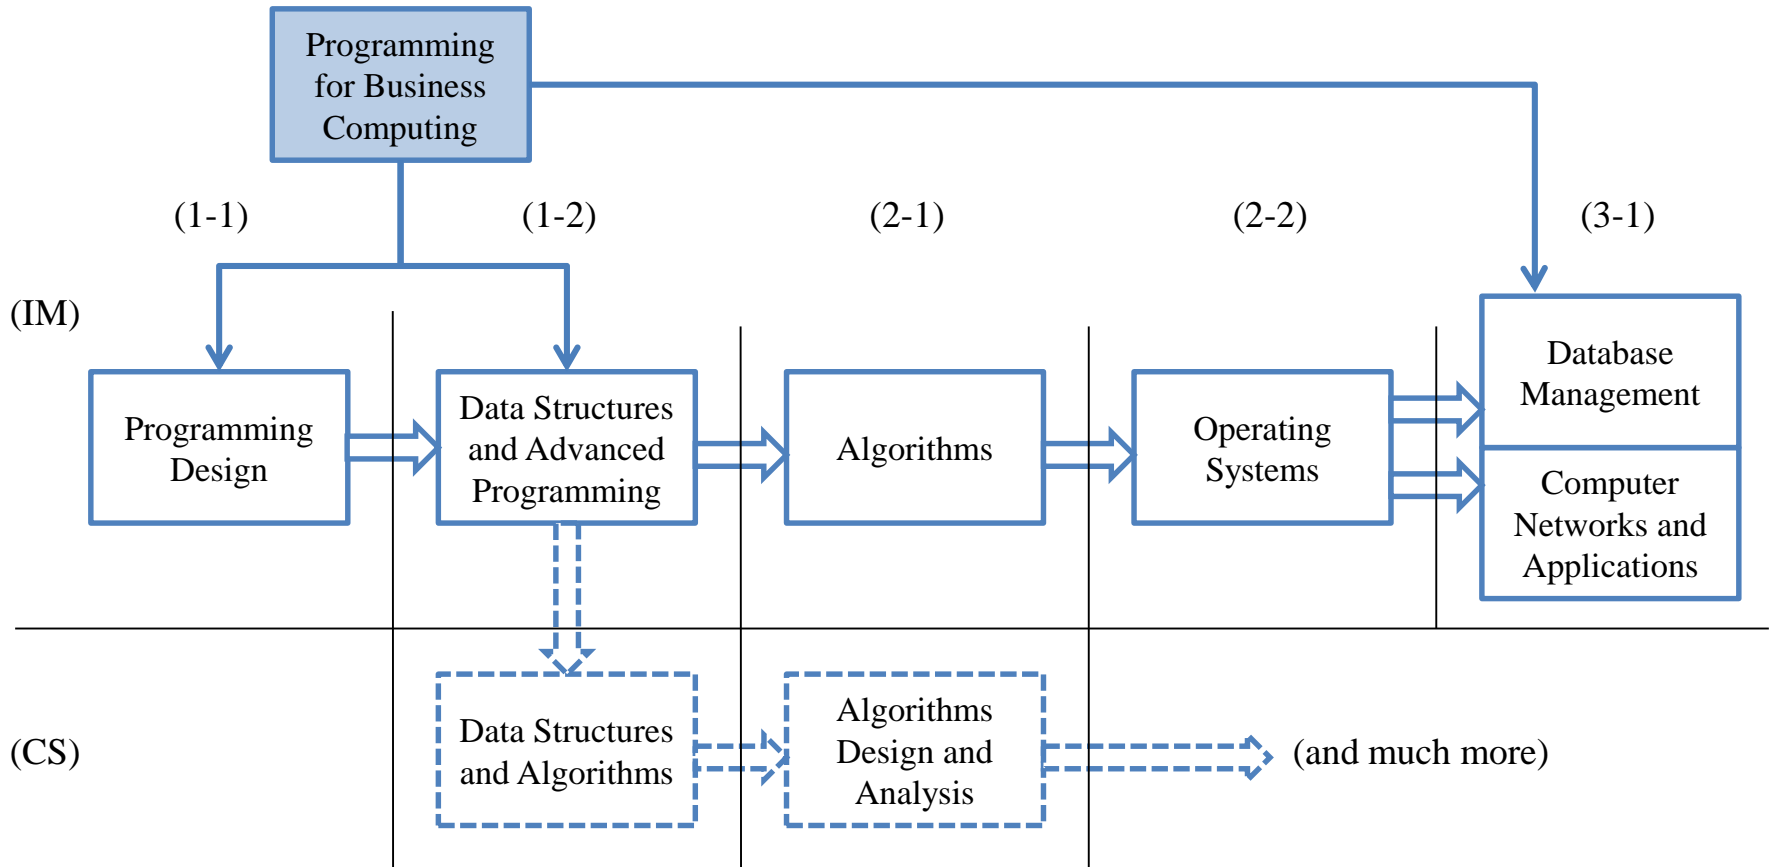 Programming
for Business
Computing
(1-1)
(1-2)
(2-1)
(2-2)
(3-1)
(IM)
Programming
Design
Data Structures
and Advanced
Programming
Algorithms
Operating
Systems
Database
Management
Computer
Networks and
Applications
(CS)
Data Structures
and Algorithms
Algorithms
Design and
Analysis
(and much more)